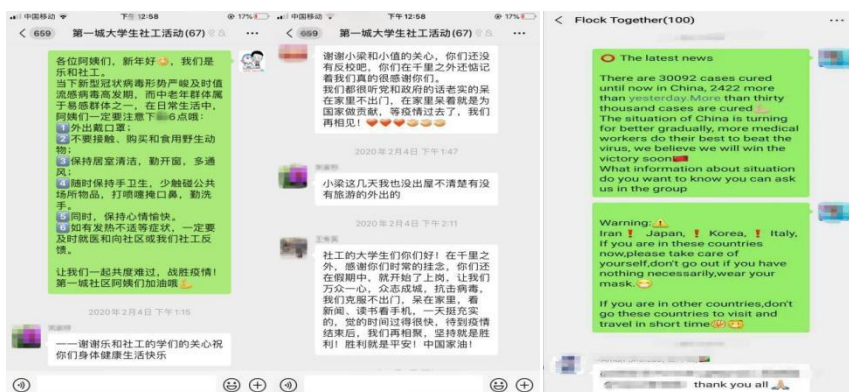 中国移动
下午12:58
17%
659
第一城大学生社工活动(67)
各位阿姨们，新年好，我们是
乐和社工。
当下新型冠状病毒形势严峻及时值
流感病毒高发期，而中老年群体属
于易感群体之一，在日常生活中，
阿姨们一定要注意下6点哦：
1外出戴口罩；
2不要接触、购买和食用野生动
物；
3保持居室清洁，勤开窗，多通
风；
4随时保持手卫生，少触碰公共
场所物品，打喷嚏掩口鼻，勤洗
手。
5同时，保持心情愉快。
6如有发热不适等症状，一定要
及时就医和向社区或我们社工反
馈。
让我们一起共度难过，战胜疫情！
第一城社区阿姨们加油哦
2020年2月4日 下午1:15
一一谢谢乐和社工的学们的关心祝
你们身体健康生活快乐
中国移动
下午12:58
17%
659
第一城大学生社工活动(67)
谢谢小梁和小值的关心，你们还没
有反校吧，你们在千里之外还惦记
着我们真的很感谢你们。
我们都很听党和政府的话老实的呆
在家里不出门，在家里呆着就是为
国家做贡献，等疫情过去了，我们
再相见！
2020年2月4日 下午1:47
小梁这几天我也没出屋不清楚有没
有旅游的外出的
2020年2月4日 下午2:11
社工的大学生们你们好！在千里之
外，感谢你们时常的挂念，你们还
在假期中，就开始了上岗，让我们
万众一心，众志成城，抗击病毒，
我们克服不出门，呆在家里，看
新闻、读书看手机，一天挺充实
的，觉的时间过得很快，待到疫情
结束后，我们再相聚，坚持就是胜
利！胜利就是平安！中国家油！
Flock Together(100)
The latest news
There are 30092 cases cured
until now in China, 2422 more
than yesterday.More than thirty
thousand cases are cured
The situation of China is turning
for better gradually, more medical
workers do their best to beat the
virus, we believe we will win the
victory soon
What information about situation
do you want to know you can ask
us in the group
Warning:
Iran ！ Japan, ！ Korea, ！ Italy,
If you are in these countries
now,please take care of
yourself,don't go out if you have
nothing necessarily,wear your
mask.
If you are in other countries,don't
go these countries to visit and
travel in short time
thank you all